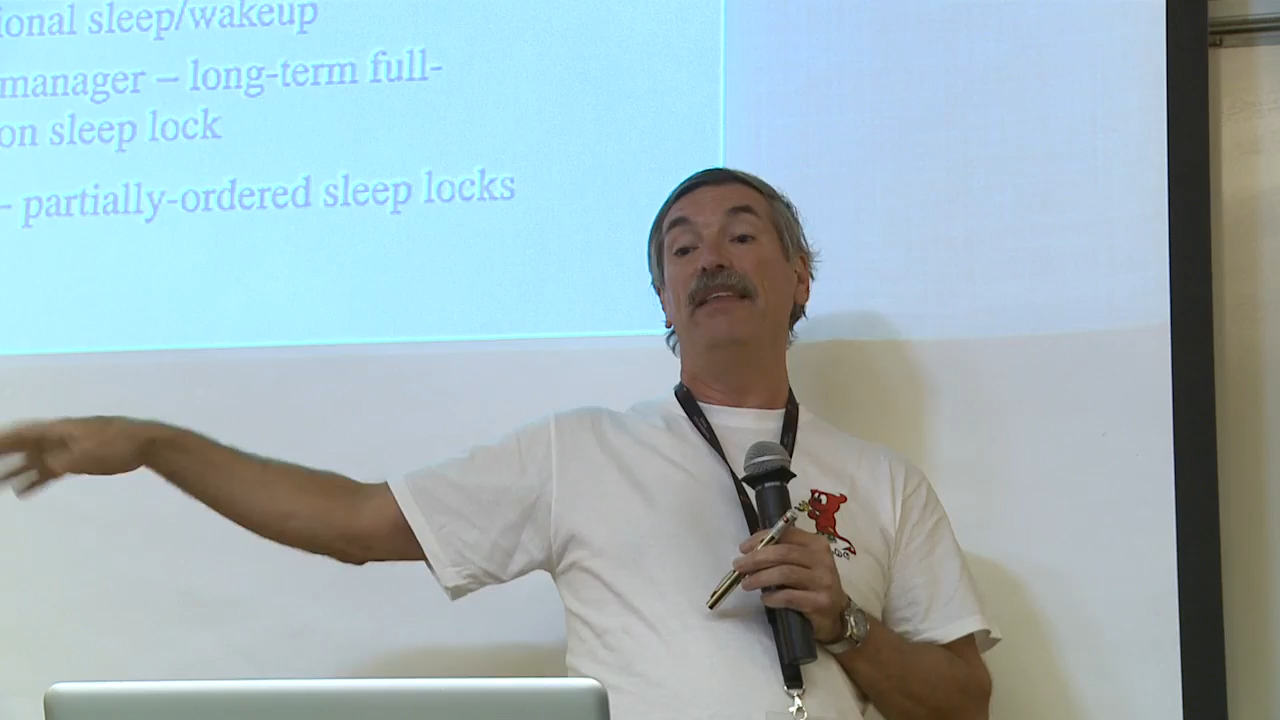 ional sleep/wakeup
manager – long-term full-
on sleep lock
– partially-ordered sleep locks